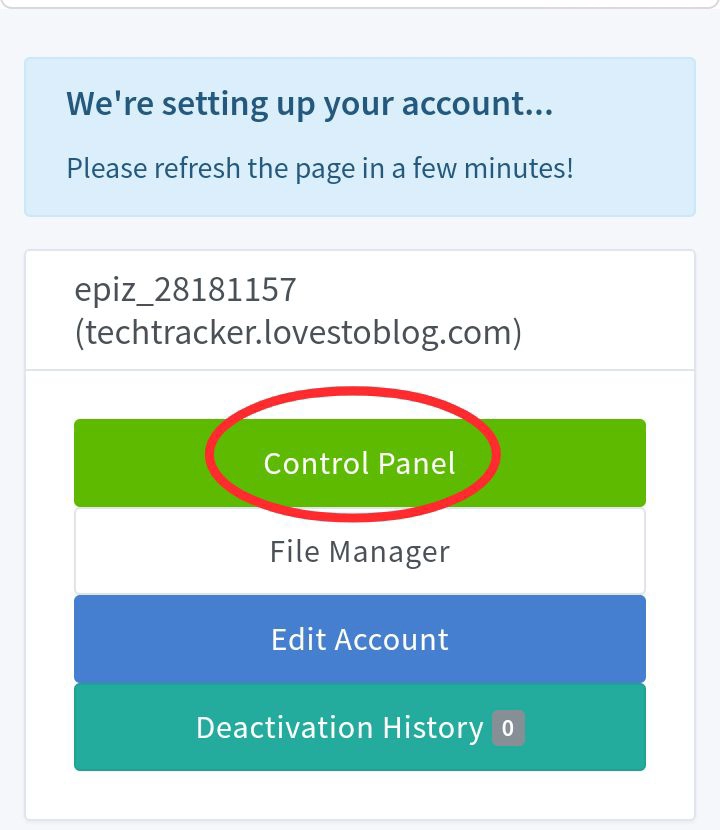 We're setting up your account...
Please refresh the page in a few minutes!
epiz_28181157
(techtracker.lovestoblog.com)
Control Panel
File Manager
Edit Account
Deactivation History 0